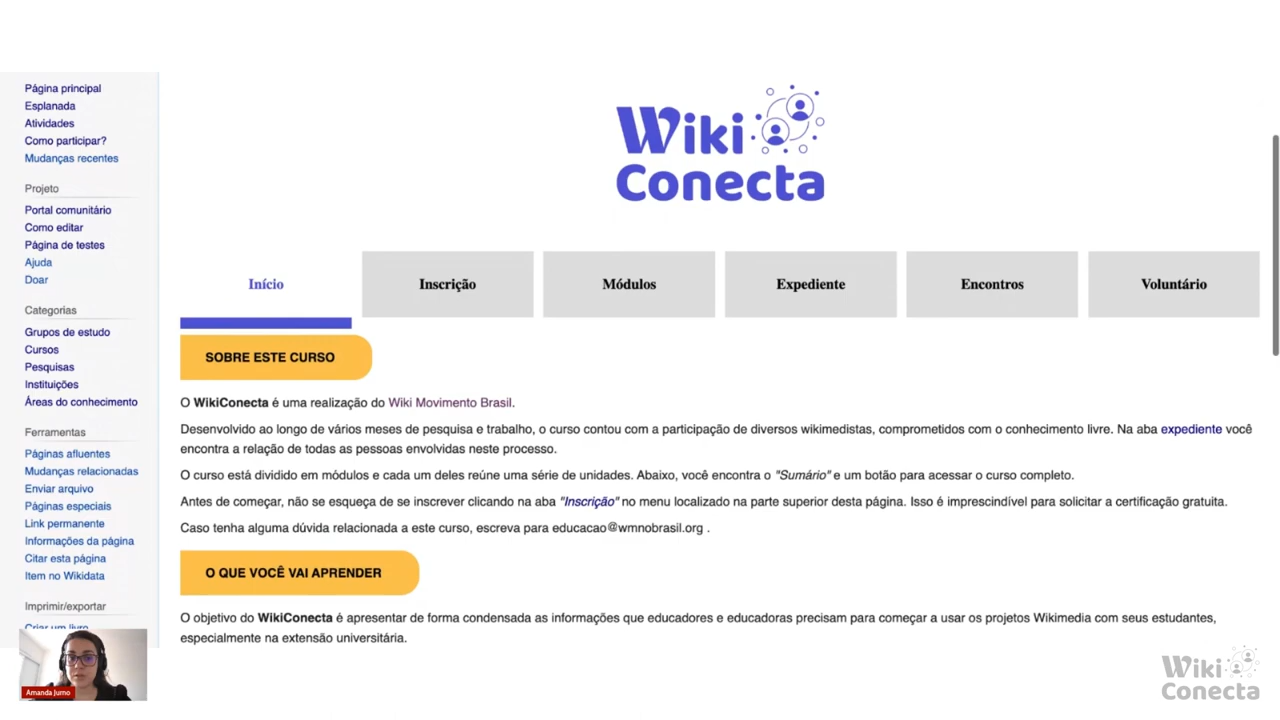 Página principal
Esplanada
Atividades
Como participar?
Mudanças recentes
Projeto
Portal comunitário
Como editar
Página de testes
Ajuda
Doar
Categorias
Grupos de estudo
Cursos
Pesquisas
Instituições
Áreas do conhecimento
Ferramentas
Páginas afluentes
Mudanças relacionadas
Enviar arquivo
Páginas especiais
Link permanente
Informações da página
Citar esta página
Item no Wikidata
Imprimir/exportar
Criar um livro
Wiki
Conecta
Início
Inscrição
Módulos
Expediente
Encontros
Voluntário
SOBRE ESTE CURSO
O WikiConecta é uma realização do Wiki Movimento Brasil.
Desenvolvido ao longo de vários meses de pesquisa e trabalho, o curso contou com a participação de diversos wikimedistas, comprometidos com o conhecimento livre. Na aba expediente você
encontra a relação de todas as pessoas envolvidas neste processo.
O curso está dividido em módulos e cada um deles reúne uma série de unidades. Abaixo, você encontra o "Sumário" e um botão para acessar o curso completo.
Antes de começar, não se esqueça de se inscrever clicando na aba "Inscrição" no menu localizado na parte superior desta página. Isso é imprescindível para solicitar a certificação gratuita.
Caso tenha alguma dúvida relacionada a este curso, escreva para educacao@wmnobrasil.org .
O QUE VOCÊ VAI APRENDER
O objetivo do WikiConecta é apresentar de forma condensada as informações que educadores e educadoras precisam para começar a usar os projetos Wikimedia com seus estudantes,
especialmente na extensão universitária.
Amanda Jurno
Wiki
Conecta